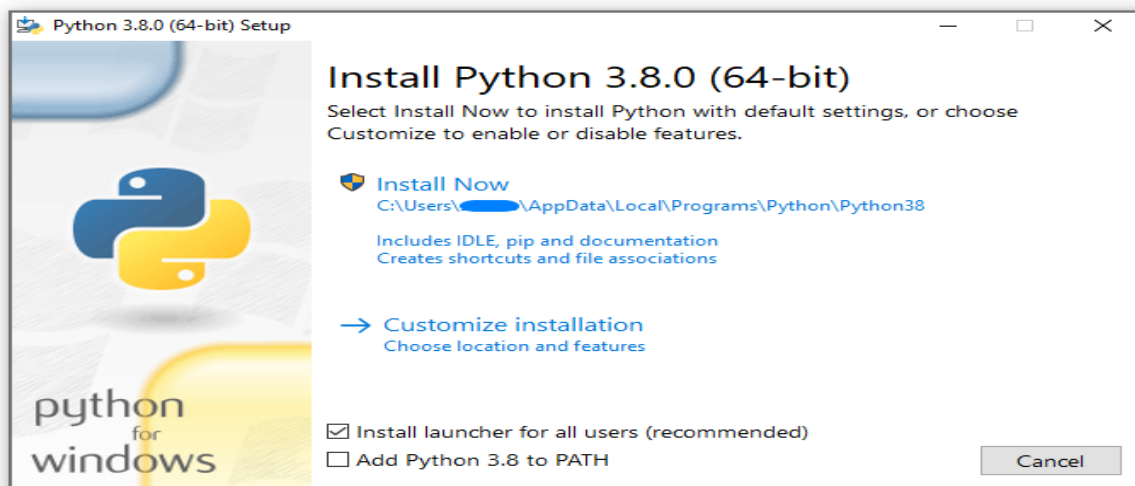 Python 3.8.0 (64-bit) Setup
Install Python 3.8.0 (64-bit)
Select Install Now to install Python with default settings, or choose
Customize to enable or disable features.
Install Now
C:\Users\ \AppData\Local\Programs\Python\Python38
Includes IDLE, pip and documentation
Creates shortcuts and file associations
Customize installation
Choose location and features
python
for
windows
Install launcher for all users (recommended)
Add Python 3.8 to PATH
Cancel